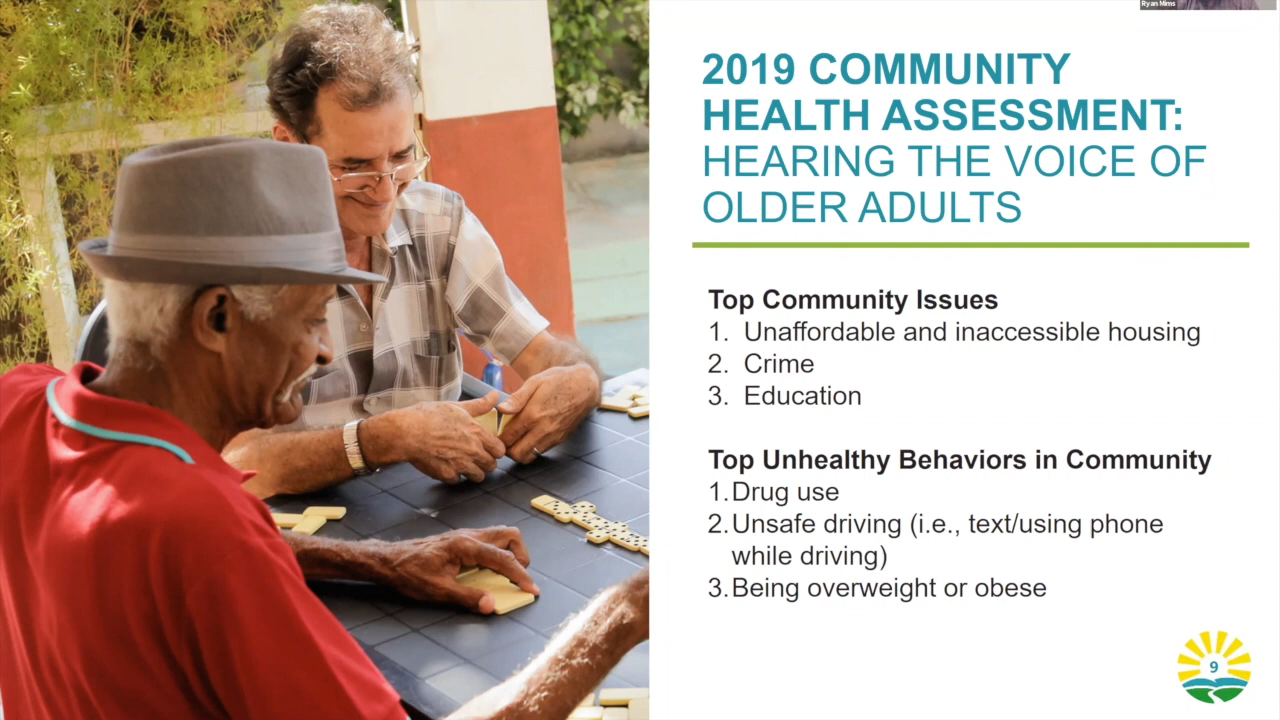 Ryan Mims
2019 COMMUNITY
HEALTH ASSESSMENT:
HEARING THE VOICE OF
OLDER ADULTS
Top Community Issues
1. Unaffordable and inaccessible housing
2. Crime
3. Education
Top Unhealthy Behaviors in Community
1. Drug use
2. Unsafe driving (i.e., text/using phone
while driving)
3. Being overweight or obese
9